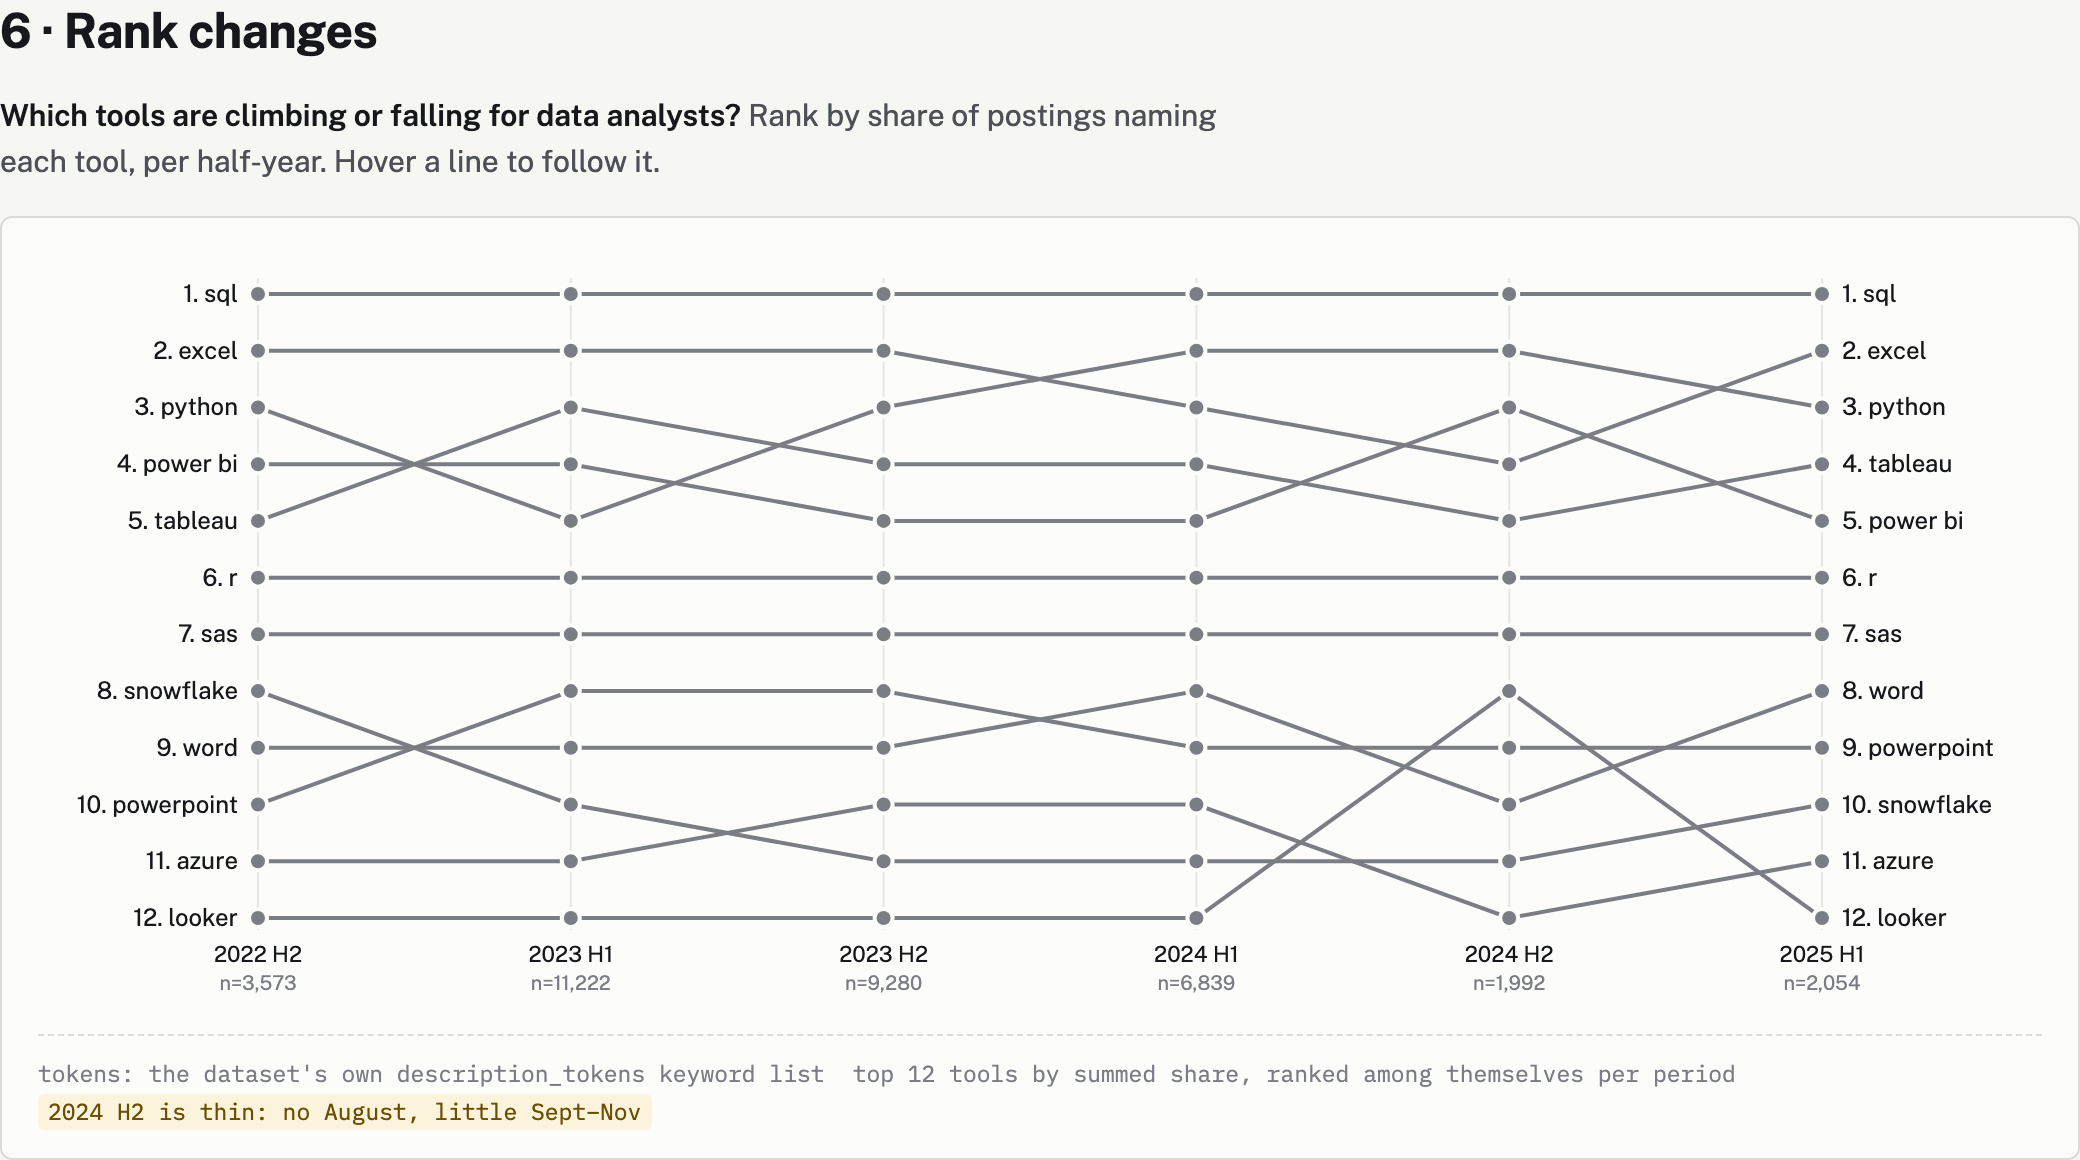 6 · Rank changes
Which tools are climbing or falling for data analysts? Rank by share of postings naming
each tool, per half-year. Hover a line to follow it.
1. sql
2. excel
3. python
4. power bi
5. tableau
6. r
7. sas
8. snowflake
9. word
10. powerpoint
11. azure
12. looker
1. sql
2. excel
3. python
4. tableau
5. power bi
6. r
7. sas
8. word
9. powerpoint
10. snowflake
11. azure
12. looker
2022 H2 2023 H1 2023 H2 2024 H1 2024 H2 2025 H1
n=3,573 n=11,222 n=9,280 n=6,839 n=1,992 n=2,054
tokens: the dataset's own description_tokens keyword list top 12 tools by summed share, ranked among themselves per period
2024 H2 is thin: no August, little Sept–Nov